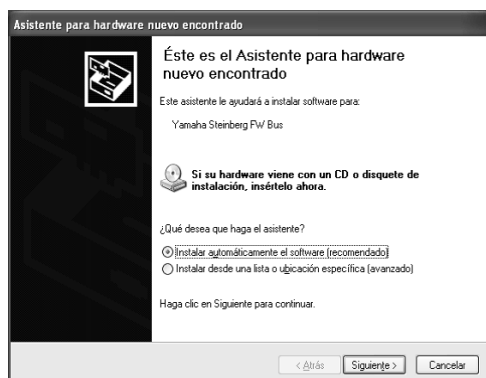 Asistente para hardware nuevo encontrado
Éste es el Asistente para hardware
nuevo encontrado
Este asistente le ayudará a instalar software para:
Yamaha Steinberg FW Bus
Si su hardware viene con un CD o disquete de
instalación, insértelo ahora.
¿Qué desea que haga el asistente?
Instalar automáticamente el software (recomendado)
Instalar desde una lista o ubicación específica (avanzado)
Haga clic en Siguiente para continuar.
< Atrás
Siguiente >
Cancelar